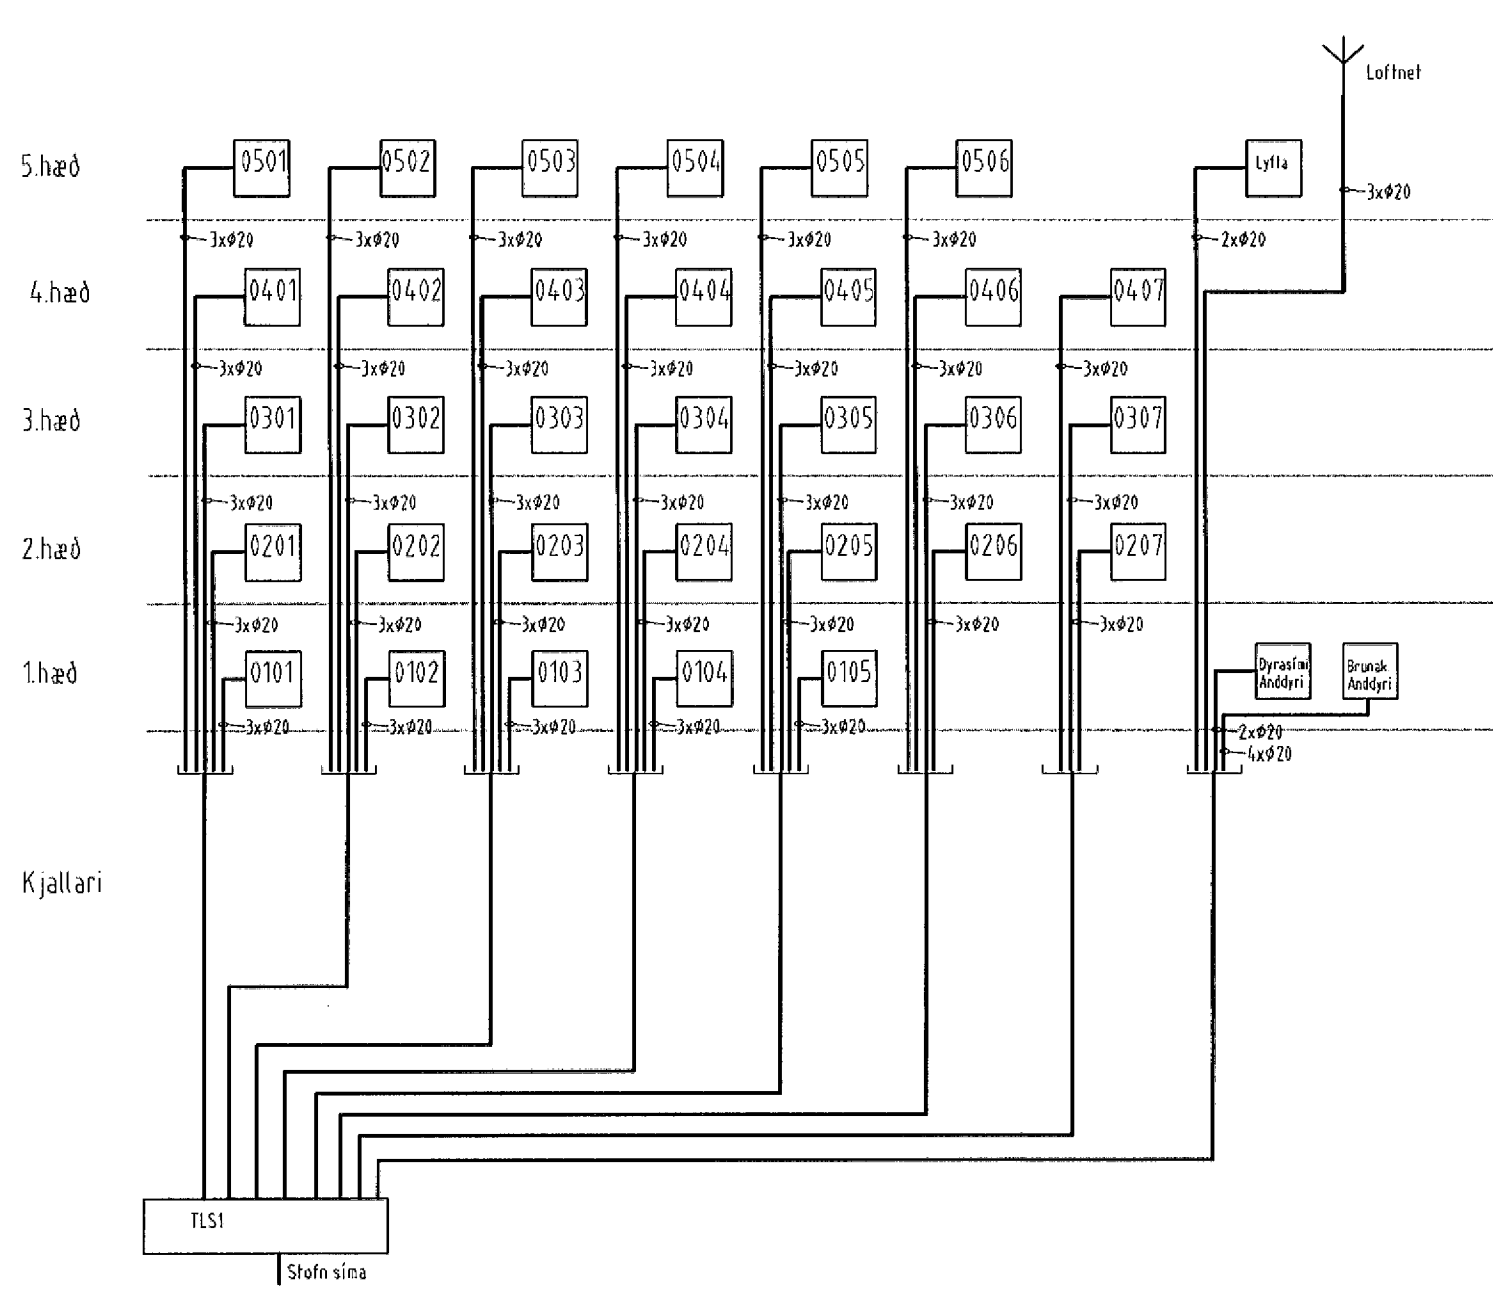 Loftnet
5.hæð
0501 0502 0503 0504 0505 0506 Lyfta
3xø20
3xø20 3xø20 3xø20 3xø20 3xø20 3xø20 2xø20
4.hæð
0401 0402 0403 0404 0405 0406 0407
3xø20 3xø20 3xø20 3xø20 3xø20 3xø20 3xø20
3.hæð
0301 0302 0303 0304 0305 0306 0307
3xø20 3xø20 3xø20 3xø20 3xø20 3xø20 3xø20
2.hæð
0201 0202 0203 0204 0205 0206 0207
3xø20 3xø20 3xø20 3xø20 3xø20 3xø20 3xø20
1.hæð
0101 0102 0103 0104 0105
Dyrasími
Anddyri
Brunak.
Anddyri
3xø20 3xø20 3xø20 3xø20 3xø20 2xø20
4xø20
Kjallari
TLS1
Stofn síma